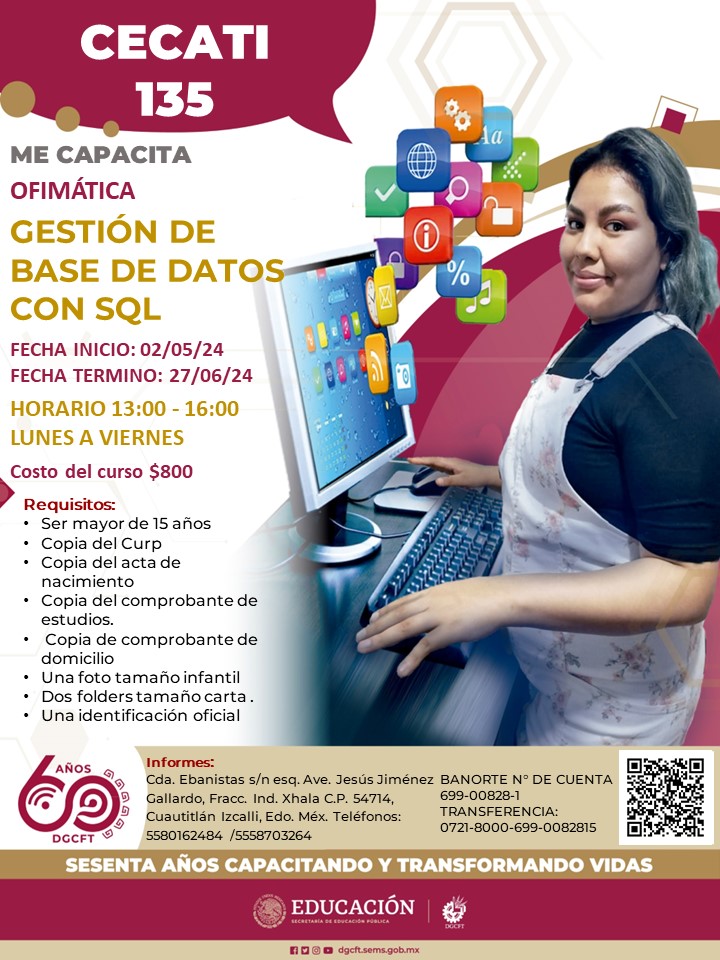 CECATI
135
ME CAPACITA
OFIMÁTICA
GESTIÓN DE
BASE DE DATOS
CON SQL
FECHA INICIO: 02/05/24
FECHA TERMINO: 27/06/24
HORARIO 13:00 - 16:00
LUNES A VIERNES
Costo del curso $800
Requisitos:
• Ser mayor de 15 años
• Copia del Curp
• Copia del acta de
nacimiento
• Copia del comprobante de
estudios.
• Copia de comprobante de
domicilio
• Una foto tamaño infantil
• Dos folders tamaño carta .
• Una identificación oficial
Aa
%
60 AÑOS
DGCFT
Informes:
Cda. Ebanistas s/n esq. Ave. Jesús Jiménez
Gallardo, Fracc. Ind. Xhala C.P. 54714,
Cuautitlán Izcalli, Edo. Méx. Teléfonos:
5580162484 /5558703264
BANORTE N° DE CUENTA
699-00828-1
TRANSFERENCIA:
0721-8000-699-0082815
SESENTA AÑOS CAPACITANDO Y TRANSFORMANDO VIDAS
EDUCACIÓN
SECRETARÍA DE EDUCACIÓN PÚBLICA
DGCFT
dgcft.sems.gob.mx